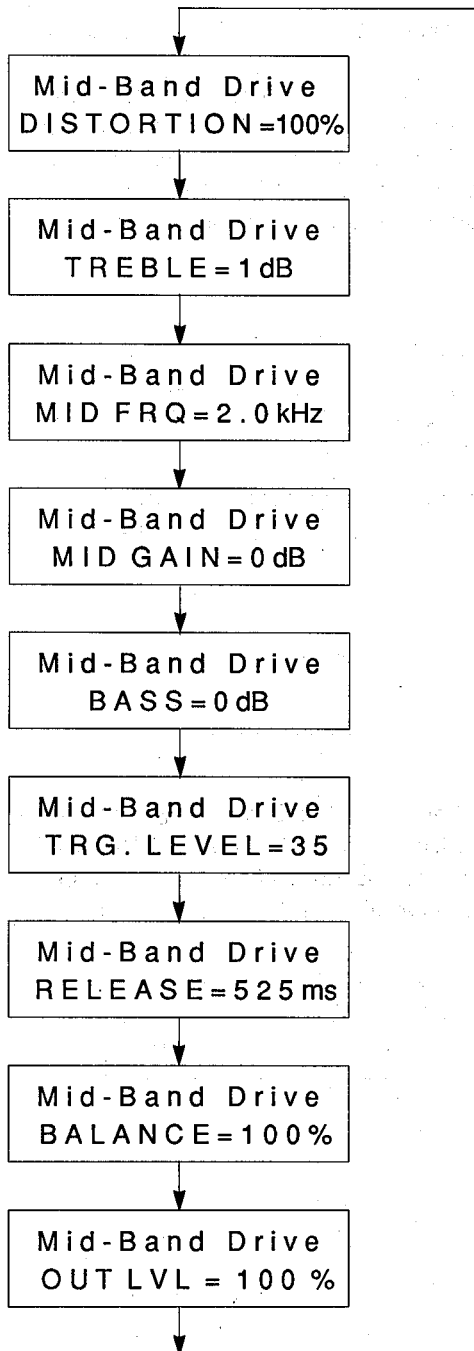 Mid-Band Drive
DISTORTION=100%
Mid-Band Drive
TREBLE=1dB
Mid-Band Drive
MID FRQ=2.0kHz
Mid-Band Drive
MID GAIN=0dB
Mid-Band Drive
BASS=0dB
Mid-Band Drive
TRG. LEVEL=35
Mid-Band Drive
RELEASE=525ms
Mid-Band Drive
BALANCE=100%
Mid-Band Drive
OUT LVL = 100 %